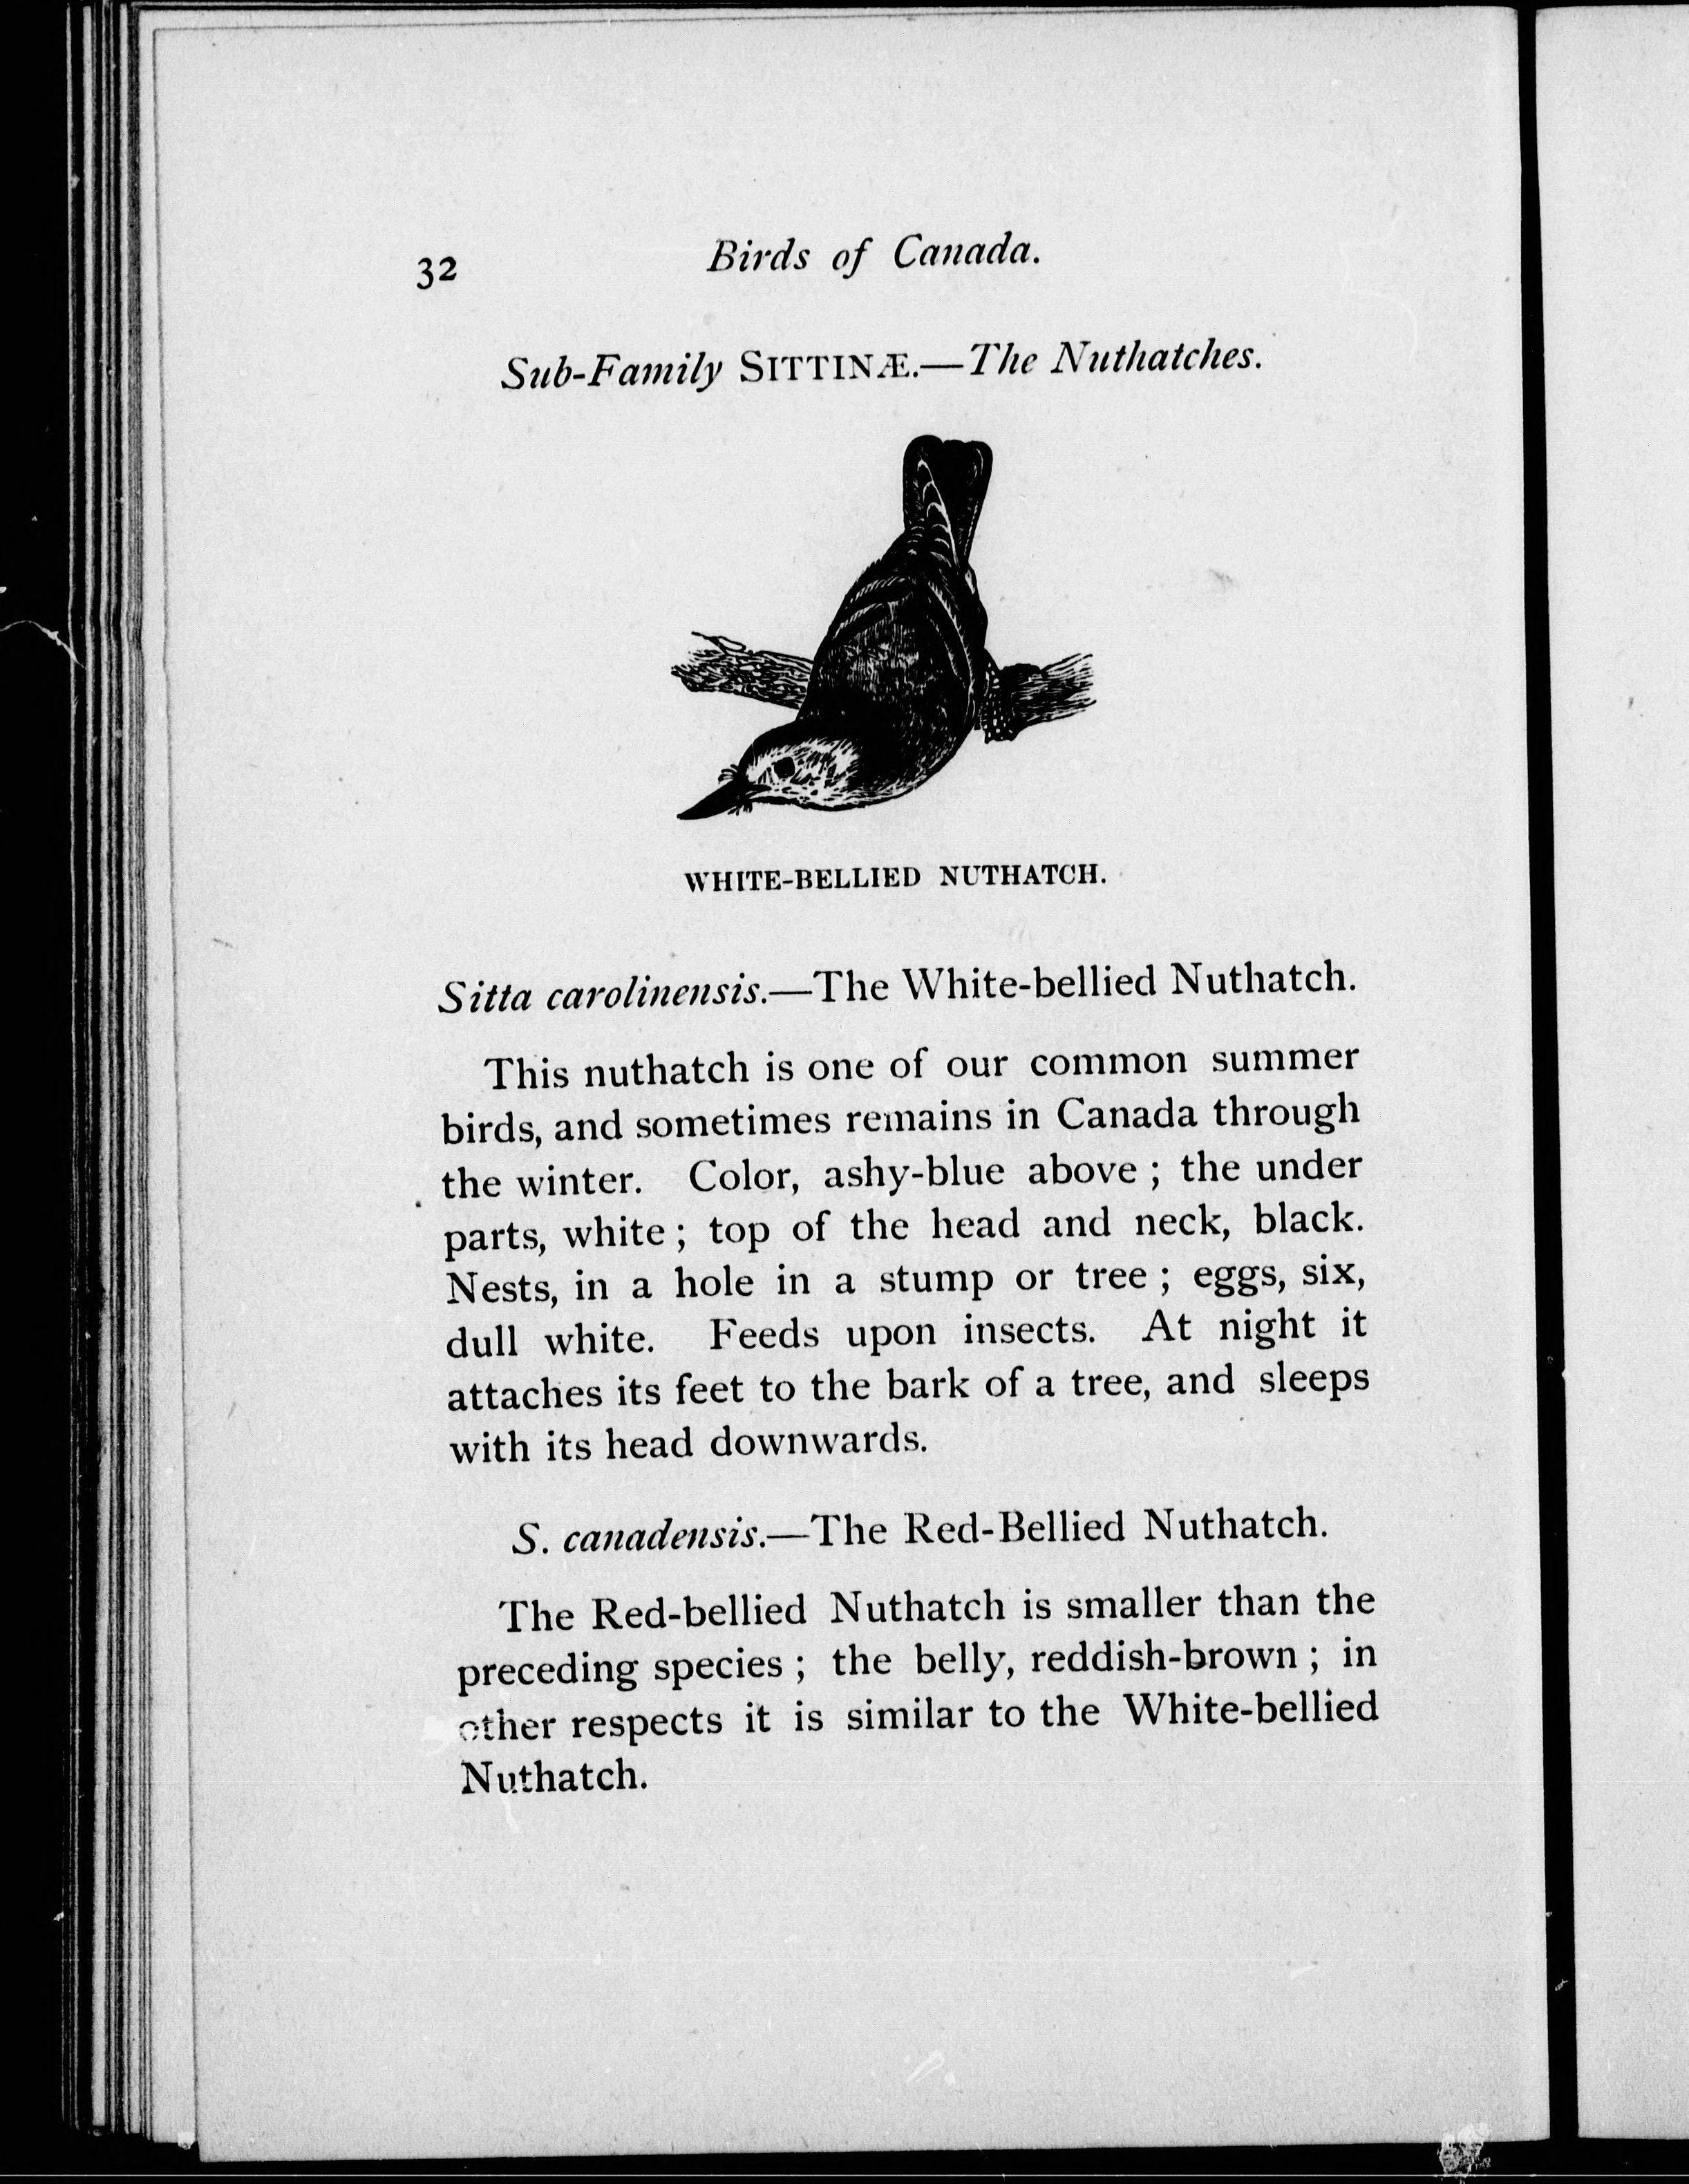 32
Birds of Canada.
Sub-Family SITTINÆ.—The Nuthatches.
WHITE-BELLIED NUTHATCH.
Sitta carolinensis.—The White-bellied Nuthatch.
This nuthatch is one of our common summer
birds, and sometimes remains in Canada through
the winter. Color, ashy-blue above ; the under
parts, white ; top of the head and neck, black.
Nests, in a hole in a stump or tree ; eggs, six,
dull white. Feeds upon insects. At night it
attaches its feet to the bark of a tree, and sleeps
with its head downwards.
S. canadensis.—The Red-Bellied Nuthatch.
The Red-bellied Nuthatch is smaller than the
preceding species ; the belly, reddish-brown ; in
other respects it is similar to the White-bellied
Nuthatch.